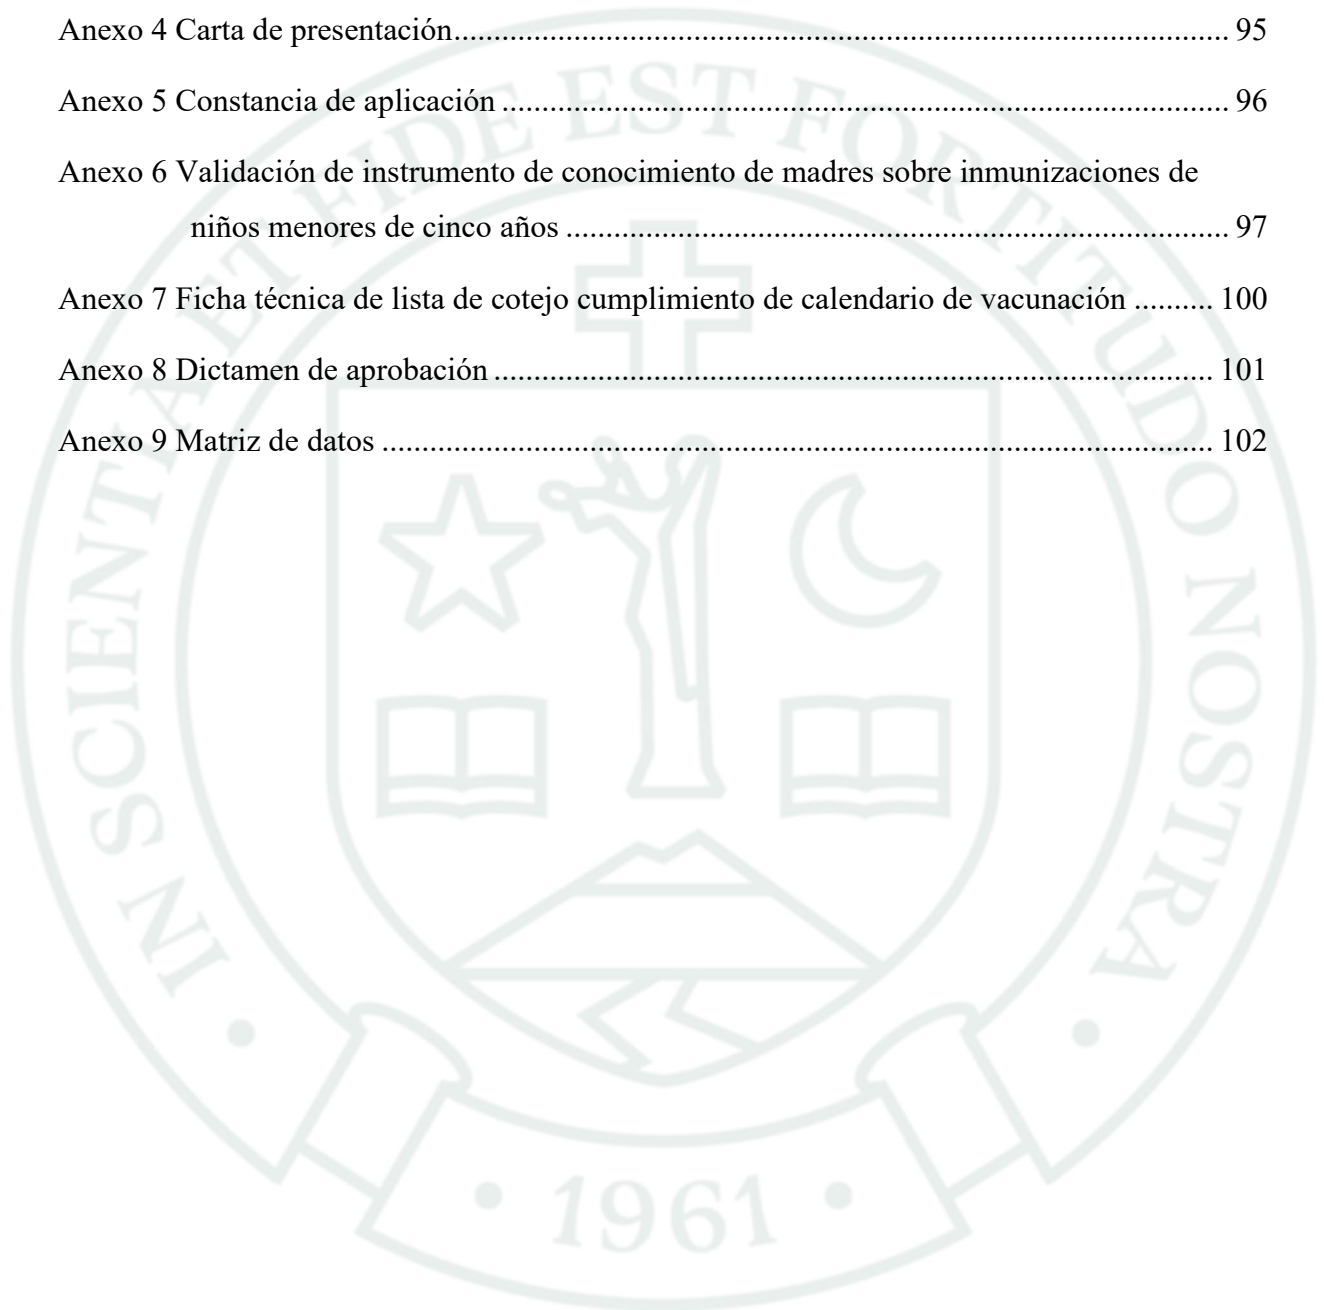 Anexo 4 Carta de presentación.................................................................................................. 95
Anexo 5 Constancia de aplicación ............................................................................................ 96
Anexo 6 Validación de instrumento de conocimiento de madres sobre inmunizaciones de
niños menores de cinco años .................................................................................... 97
Anexo 7 Ficha técnica de lista de cotejo cumplimiento de calendario de vacunación .......... 100
Anexo 8 Dictamen de aprobación ........................................................................................... 101
Anexo 9 Matriz de datos ......................................................................................................... 102
IN SCIENTIA ET FIDE EST FORTITUDO NOSTRA
• 1961 •